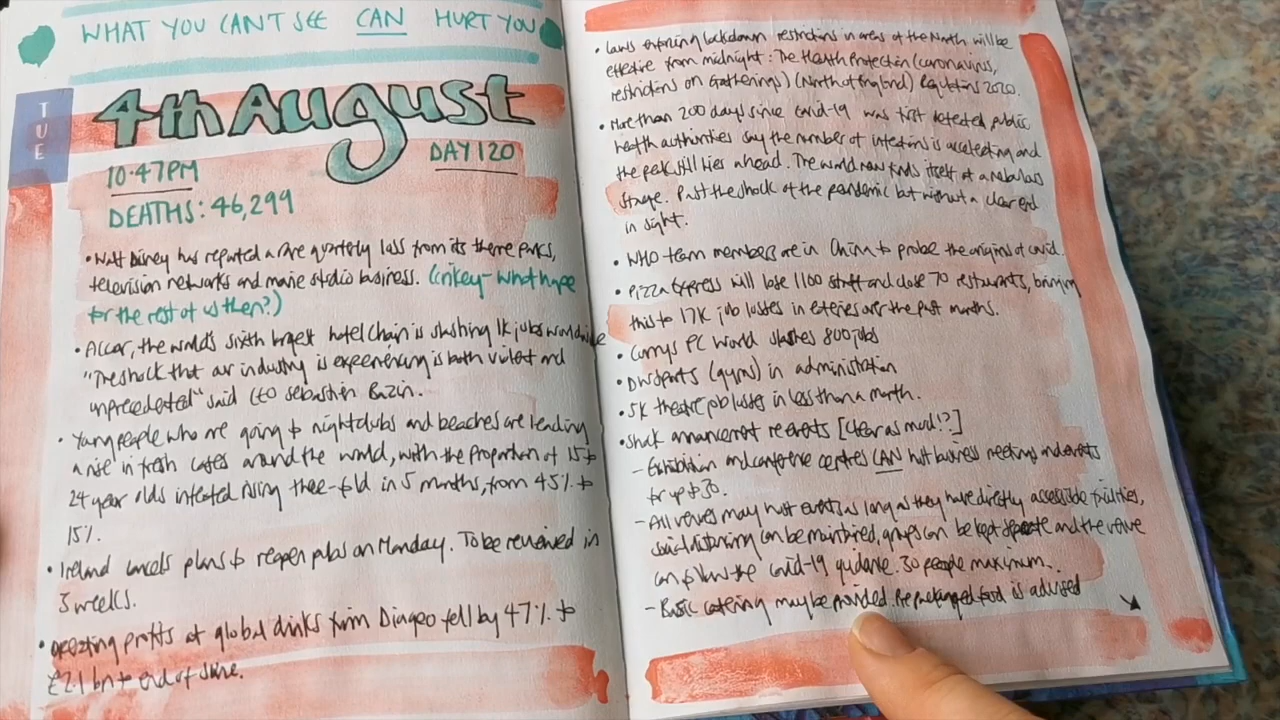 WHAT YOU CAN'T SEE CAN HURT YOU
TUE
4th August
10:47PM
DAY 120
DEATHS: 46,299
• Walt Disney has reported a rare quarterly loss from its theme parks,
television networks and movie studio business. (crikey - what hope
for the rest of us then?)
• Accor, the world's sixth largest hotel chain is slashing 1K jobs worldwide
"The shock that our industry is experiencing is both violent and
unprecedented" said CEO Sebastien Bazin.
• Young people who are going to nightclubs and beaches are leading
a rise in fresh cases around the world, with the proportion of 15 to
24 year olds infected rising three-fold in 5 months, from 4.5% to
15%.
• Ireland cancels plans to reopen pubs on Monday. To be reviewed in
3 weeks.
• Operating profits at global drinks firm Diageo fell by 47% to
£2.1 bn to end of June.
• Laws enforcing lockdown restrictions in areas of the North will be
effective from midnight: The Health Protection (coronavirus,
restrictions on Gatherings) (North of England) Regulations 2020.
• More than 200 days since Covid-19 was first detected public
health authorities say the number of infections is accelerating and
the peak still lies ahead. The world now finds itself at a nebulous
stage. Past the shock of the pandemic but without a clear end
in sight.
• WHO team members are in China to probe the origins of covid.
• Pizza Express will lose 1100 staff and close 70 restaurants, bringing
this to 17K job losses in eateries over the past months.
• Currys PC World slashes 800 jobs
• DW Sports (gyms) in administration
• 5K theatre job losses in less than a month.
• announcement re events [clear as mud!?]
- Exhibition and conference centres CAN host business meetings and events
for up to 30.
- All venues may host events as long as they have directly accessible facilities,
social distancing can be maintained, groups can be kept separate and the venue
can follow the covid-19 guidance. 30 people maximum.
- Basic catering may be provided. Prepackaged food is advised